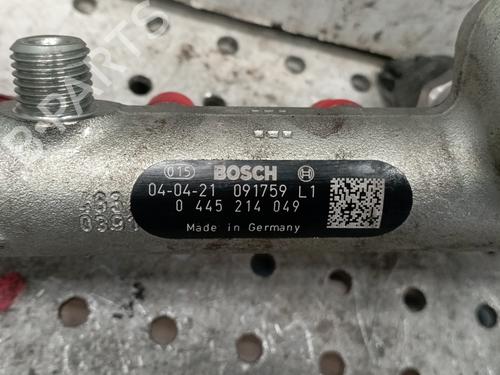 015 BOSCH
04-04-21 091759 L1
0 445 214 049
Made in Germany